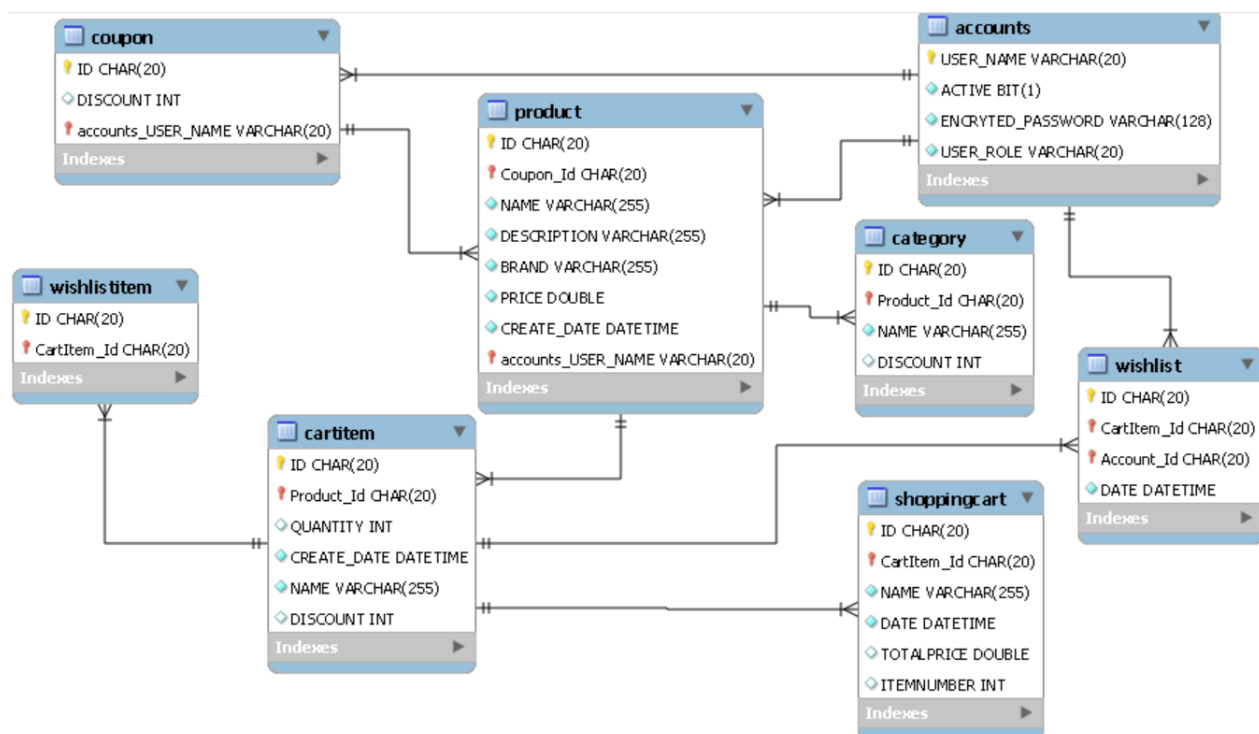 coupon
ID CHAR(20)
DISCOUNT INT
accounts_USER_NAME VARCHAR(20)
Indexes
accounts
USER_NAME VARCHAR(20)
ACTIVE BIT(1)
ENCRYTED_PASSWORD VARCHAR(128)
USER_ROLE VARCHAR(20)
Indexes
product
ID CHAR(20)
Coupon_Id CHAR(20)
NAME VARCHAR(255)
DESCRIPTION VARCHAR(255)
BRAND VARCHAR(255)
PRICE DOUBLE
CREATE_DATE DATETIME
accounts_USER_NAME VARCHAR(20)
Indexes
category
ID CHAR(20)
Product_Id CHAR(20)
NAME VARCHAR(255)
DISCOUNT INT
Indexes
wishlistitem
ID CHAR(20)
CartItem_Id CHAR(20)
Indexes
wishlist
ID CHAR(20)
CartItem_Id CHAR(20)
Account_Id CHAR(20)
DATE DATETIME
Indexes
cartitem
ID CHAR(20)
Product_Id CHAR(20)
QUANTITY INT
CREATE_DATE DATETIME
NAME VARCHAR(255)
DISCOUNT INT
Indexes
shoppingcart
ID CHAR(20)
CartItem_Id CHAR(20)
NAME VARCHAR(255)
DATE DATETIME
TOTALPRICE DOUBLE
ITEMNUMBER INT
Indexes